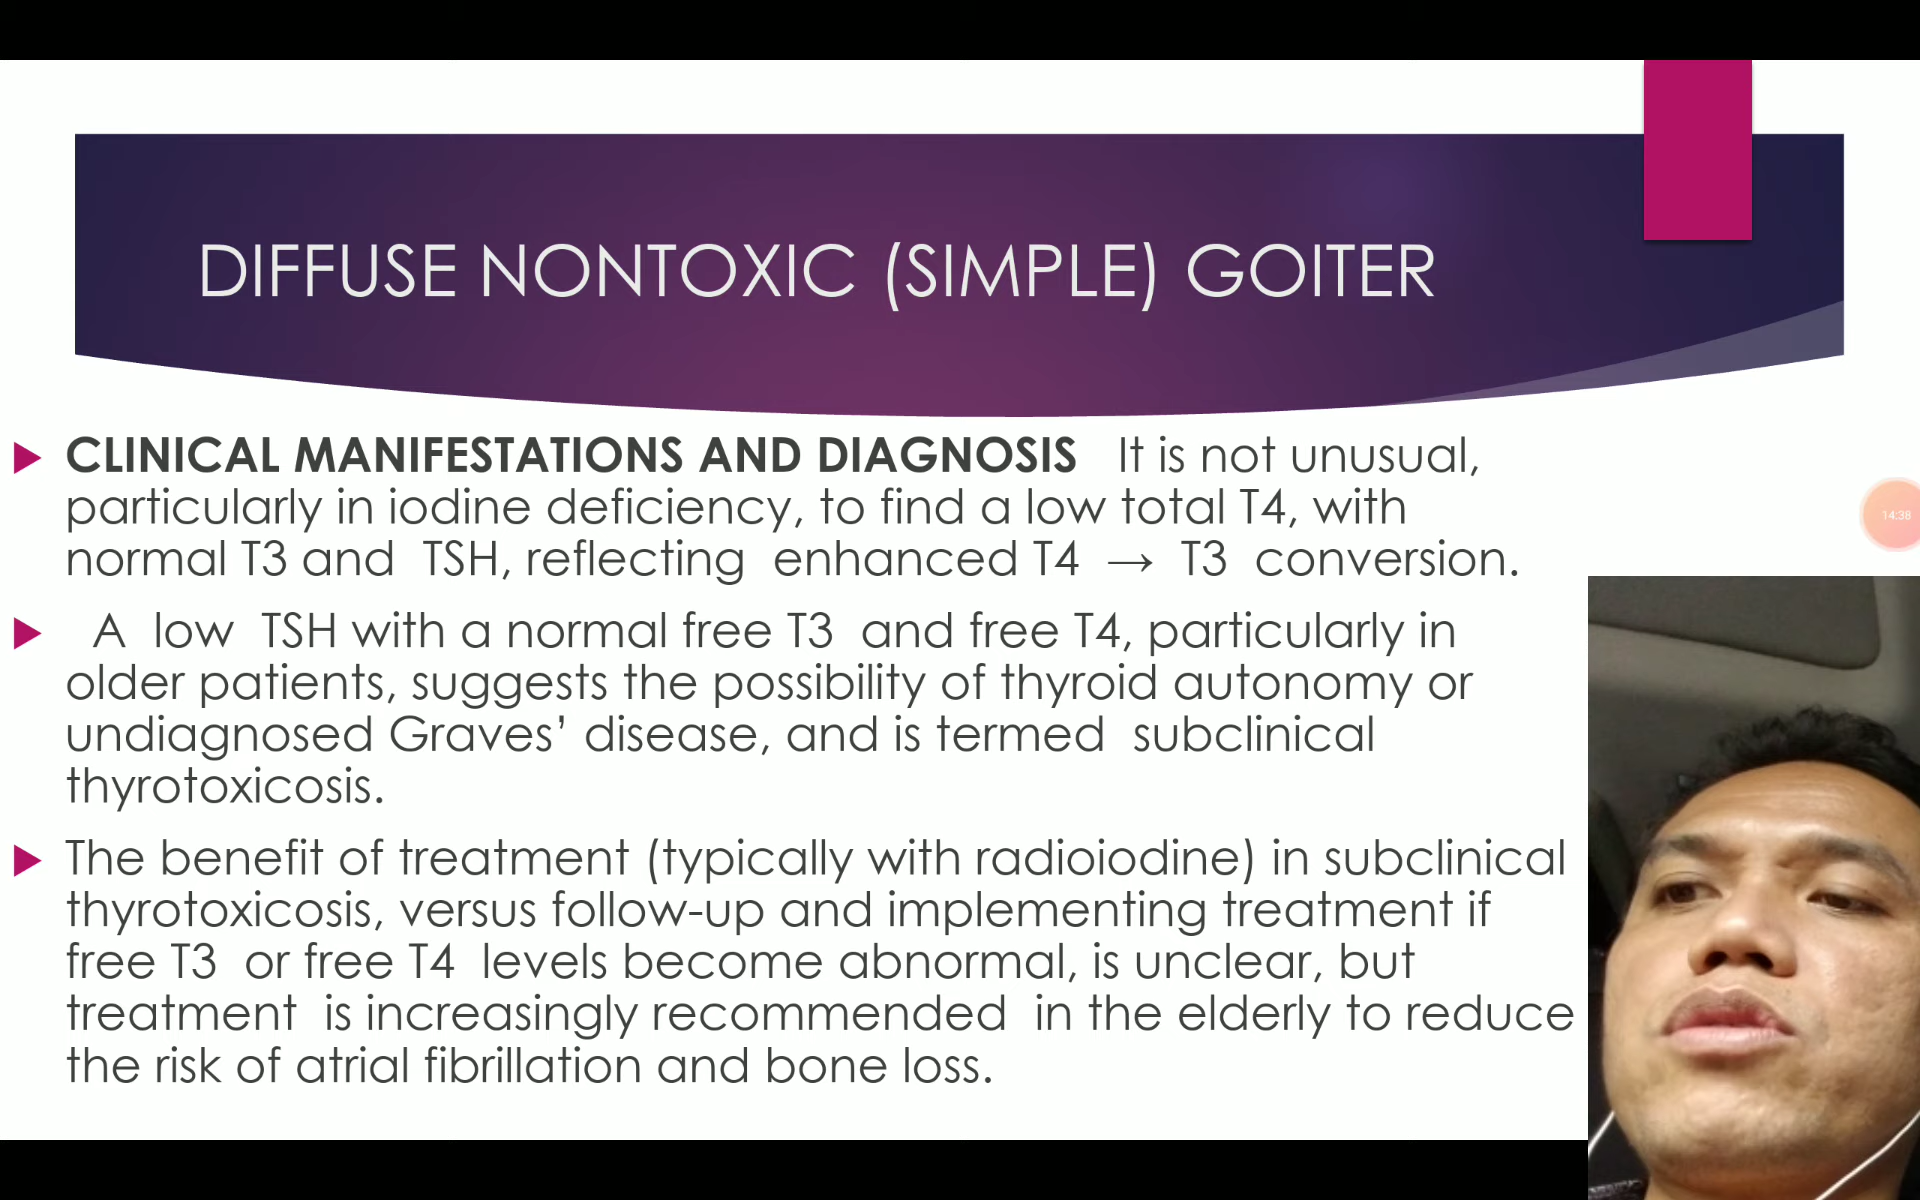 DIFFUSE NONTOXIC (SIMPLE) GOITER
CLINICAL MANIFESTATIONS AND DIAGNOSIS It is not unusual,
particularly in iodine deficiency, to find a low total T4, with
normal T3 and TSH, reflecting enhanced T4 → T3 conversion.
A low TSH with a normal free T3 and free T4, particularly in
older patients, suggests the possibility of thyroid autonomy or
undiagnosed Graves’ disease, and is termed subclinical
thyrotoxicosis.
The benefit of treatment (typically with radioiodine) in subclinical
thyrotoxicosis, versus follow-up and implementing treatment if
free T3 or free T4 levels become abnormal, is unclear, but
treatment is increasingly recommended in the elderly to reduce
the risk of atrial fibrillation and bone loss.
14:38